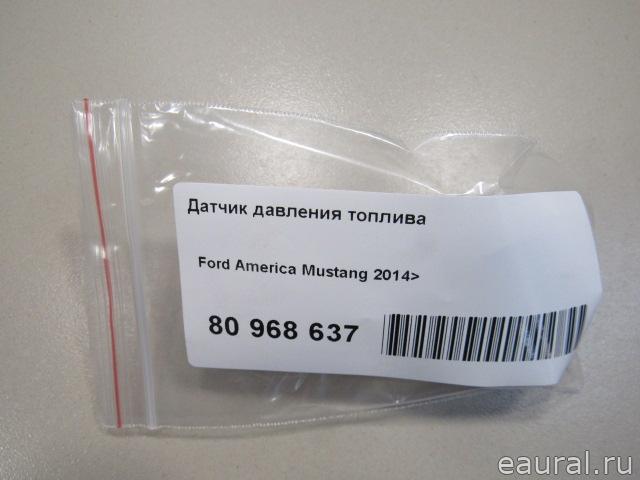 Датчик давления топлива
Ford America Mustang 2014>
80 968 637
eaural.ru